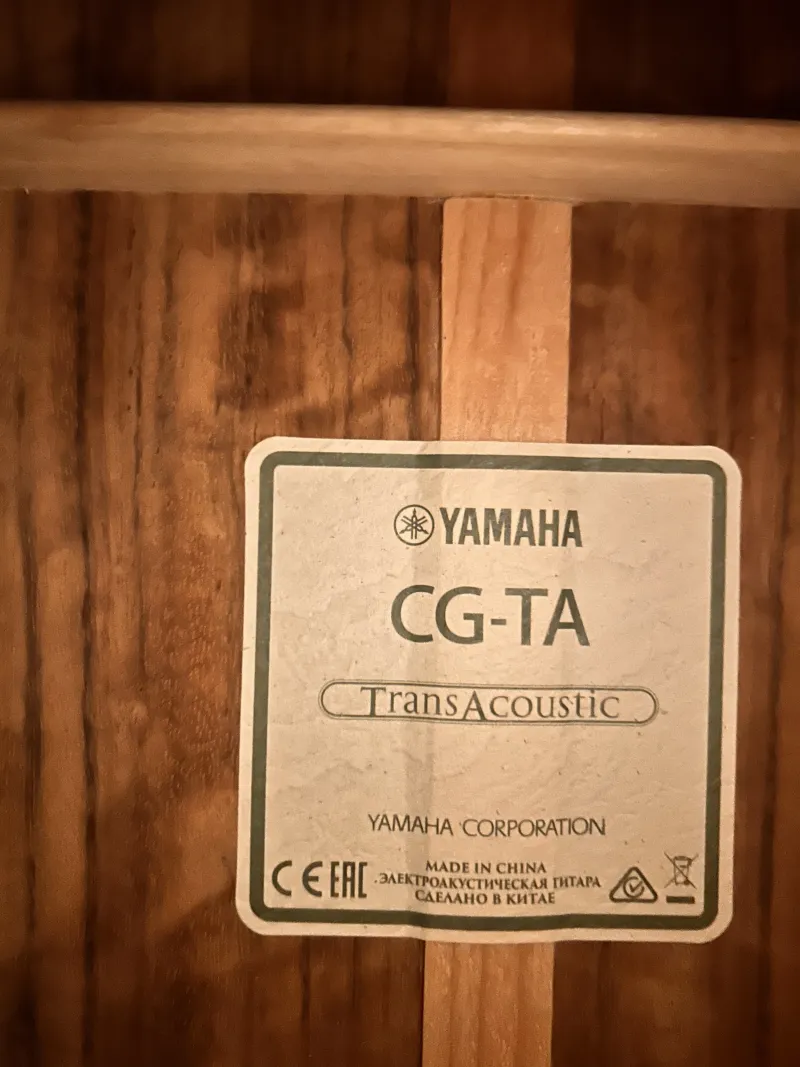 YAMAHA
CG-TA
TransAcoustic
YAMAHA CORPORATION
CE EAC
MADE IN CHINA
.ЭЛЕКТРОАКУСТИЧЕСКАЯ ГИТАРА
СДЕЛАНО В КИТАЕ